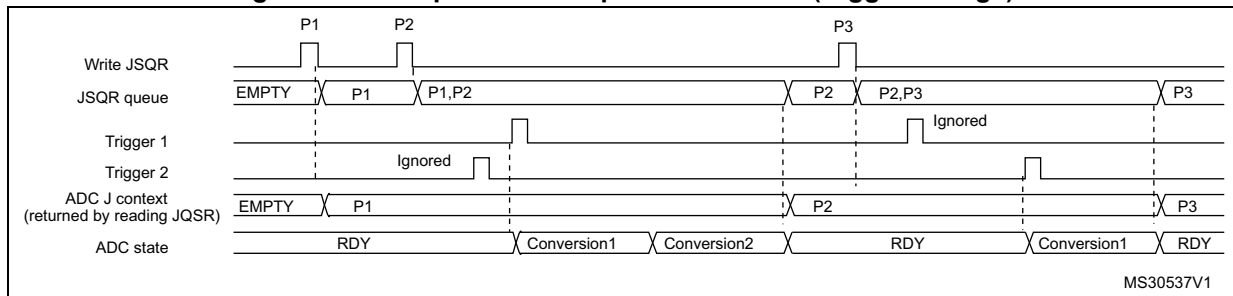 P1 P2 P3
Write JSQR
JSQR queue EMPTY P1 P1,P2 P2 P2,P3 P3
Trigger 1 Ignored
Trigger 2 Ignored
ADC J context
(returned by reading JQSR) EMPTY P1 P2 P3
ADC state RDY Conversion1 Conversion2 RDY Conversion1 RDY
MS30537V1